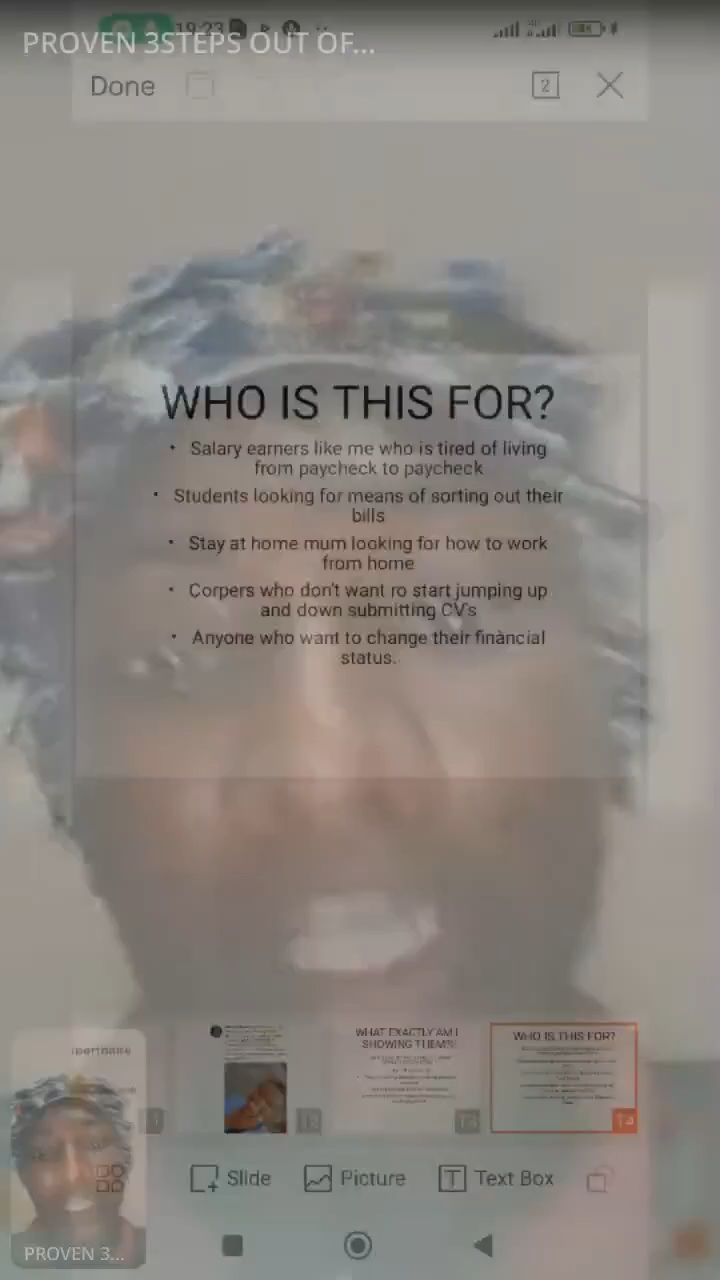 19:23
PROVEN 3STEPS OUT OF...
Done
2
WHO IS THIS FOR?
• Salary earners like me who is tired of living
from paycheck to paycheck
• Students looking for means of sorting out their
bills
• Stay at home mum looking for how to work
from home
• Corpers who don't want ro start jumping up
and down submitting CV's
• Anyone who want to change their financial
status.
WHAT EXACTLY AM I
SHOWING THEM?!
WHO IS THIS FOR?
14
Slide
Picture
Text Box
PROVEN 3...